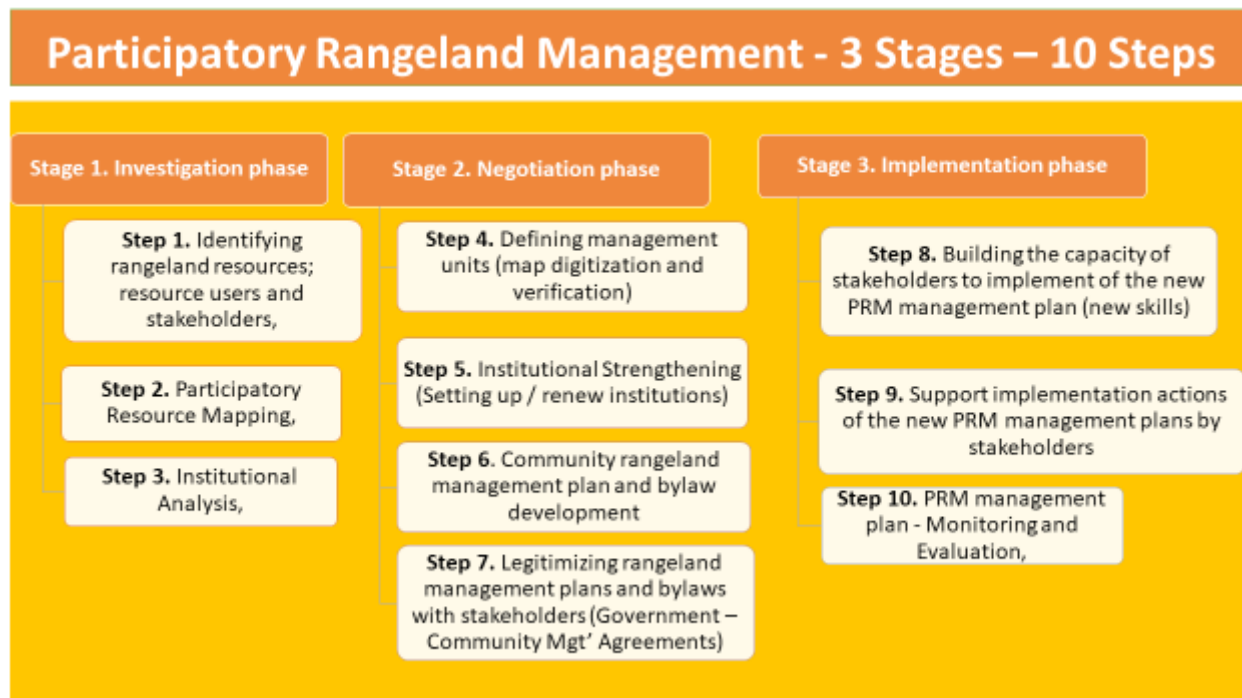 Participatory Rangeland Management - 3 Stages – 10 Steps
Stage 1. Investigation phase
Step 1. Identifying
rangeland resources;
resource users and
stakeholders,
Step 2. Participatory
Resource Mapping,
Step 3. Institutional
Analysis,
Stage 2. Negotiation phase
Step 4. Defining management
units (map digitization and
verification)
Step 5. Institutional Strengthening
(Setting up / renew institutions)
Step 6. Community rangeland
management plan and bylaw
development
Step 7. Legitimizing rangeland
management plans and bylaws
with stakeholders (Government –
Community Mgt’ Agreements)
Stage 3. Implementation phase
Step 8. Building the capacity of
stakeholders to implement of the new
PRM management plan (new skills)
Step 9. Support implementation actions
of the new PRM management plans by
stakeholders
Step 10. PRM management
plan - Monitoring and
Evaluation,